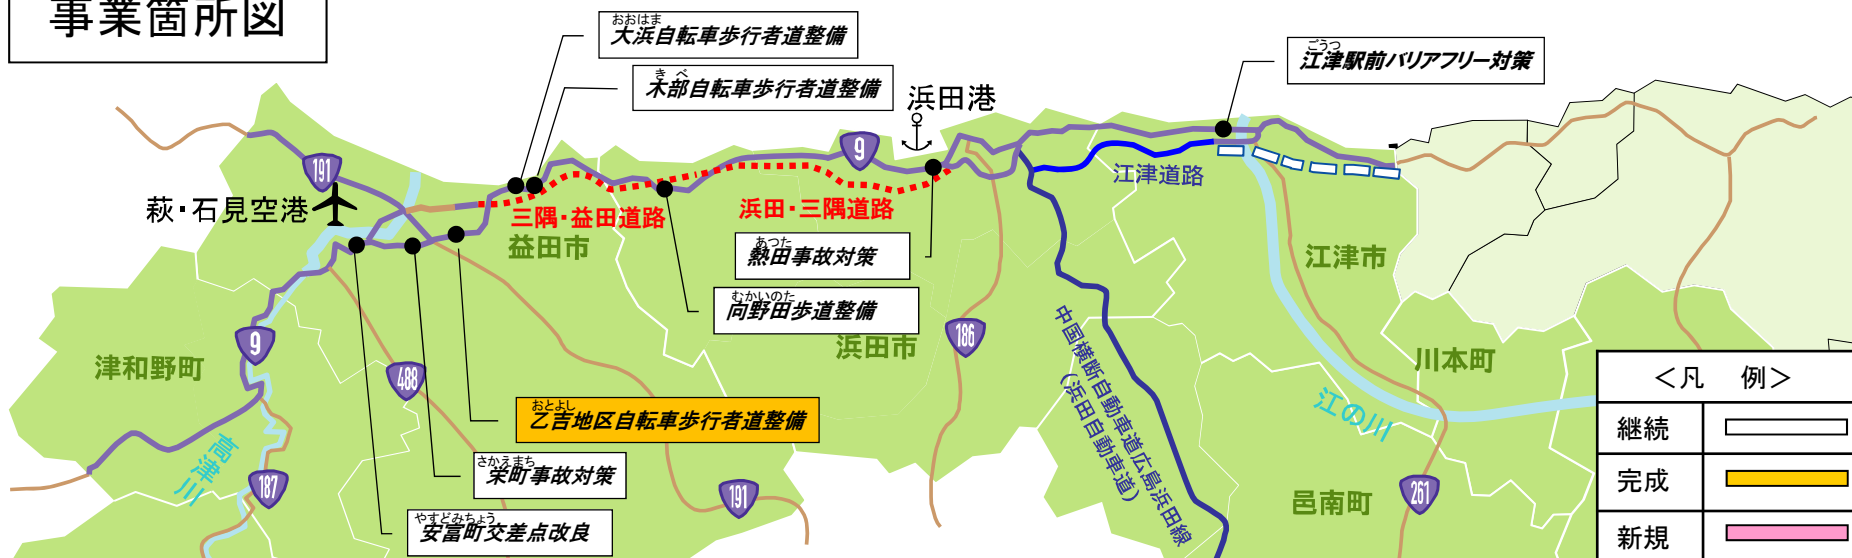 事業箇所図
おおはま
大浜自転車歩行者道整備
きべ
木部自転車歩行者道整備
浜田港
ごうつ
江津駅前バリアフリー対策
191
9
萩・石見空港
江津道路
三隅・益田道路
浜田・三隅道路
益田市
あつた
熱田事故対策
江津市
むかいのた
向野田歩道整備
9
186
浜田市
津和野町
488
中国横断自動車道広島浜田線
(浜田自動車道)
川本町
江の川
おとよし
乙吉地区自転車歩行者道整備
高津川
さかえまち
栄町事故対策
187
191
261
邑南町
やすどみちょう
安富町交差点改良
<凡 例>
継続
完成
新規